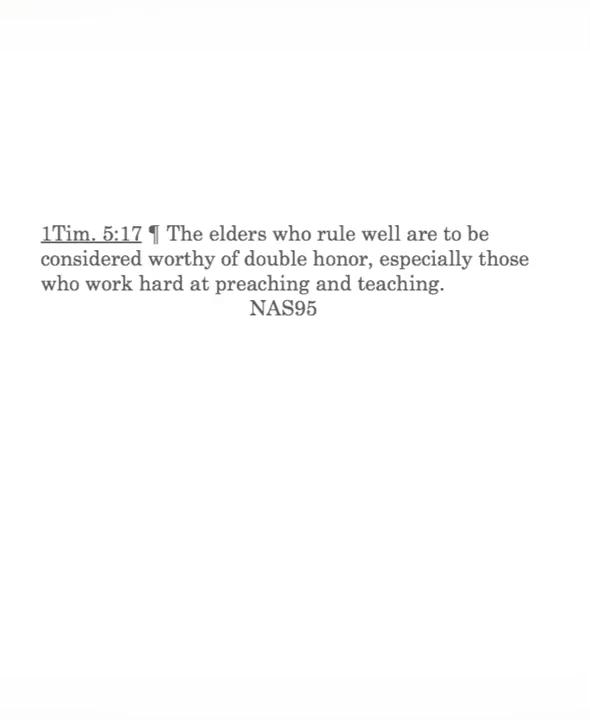 1Tim. 5:17 ¶ The elders who rule well are to be
considered worthy of double honor, especially those
who work hard at preaching and teaching.
NAS95